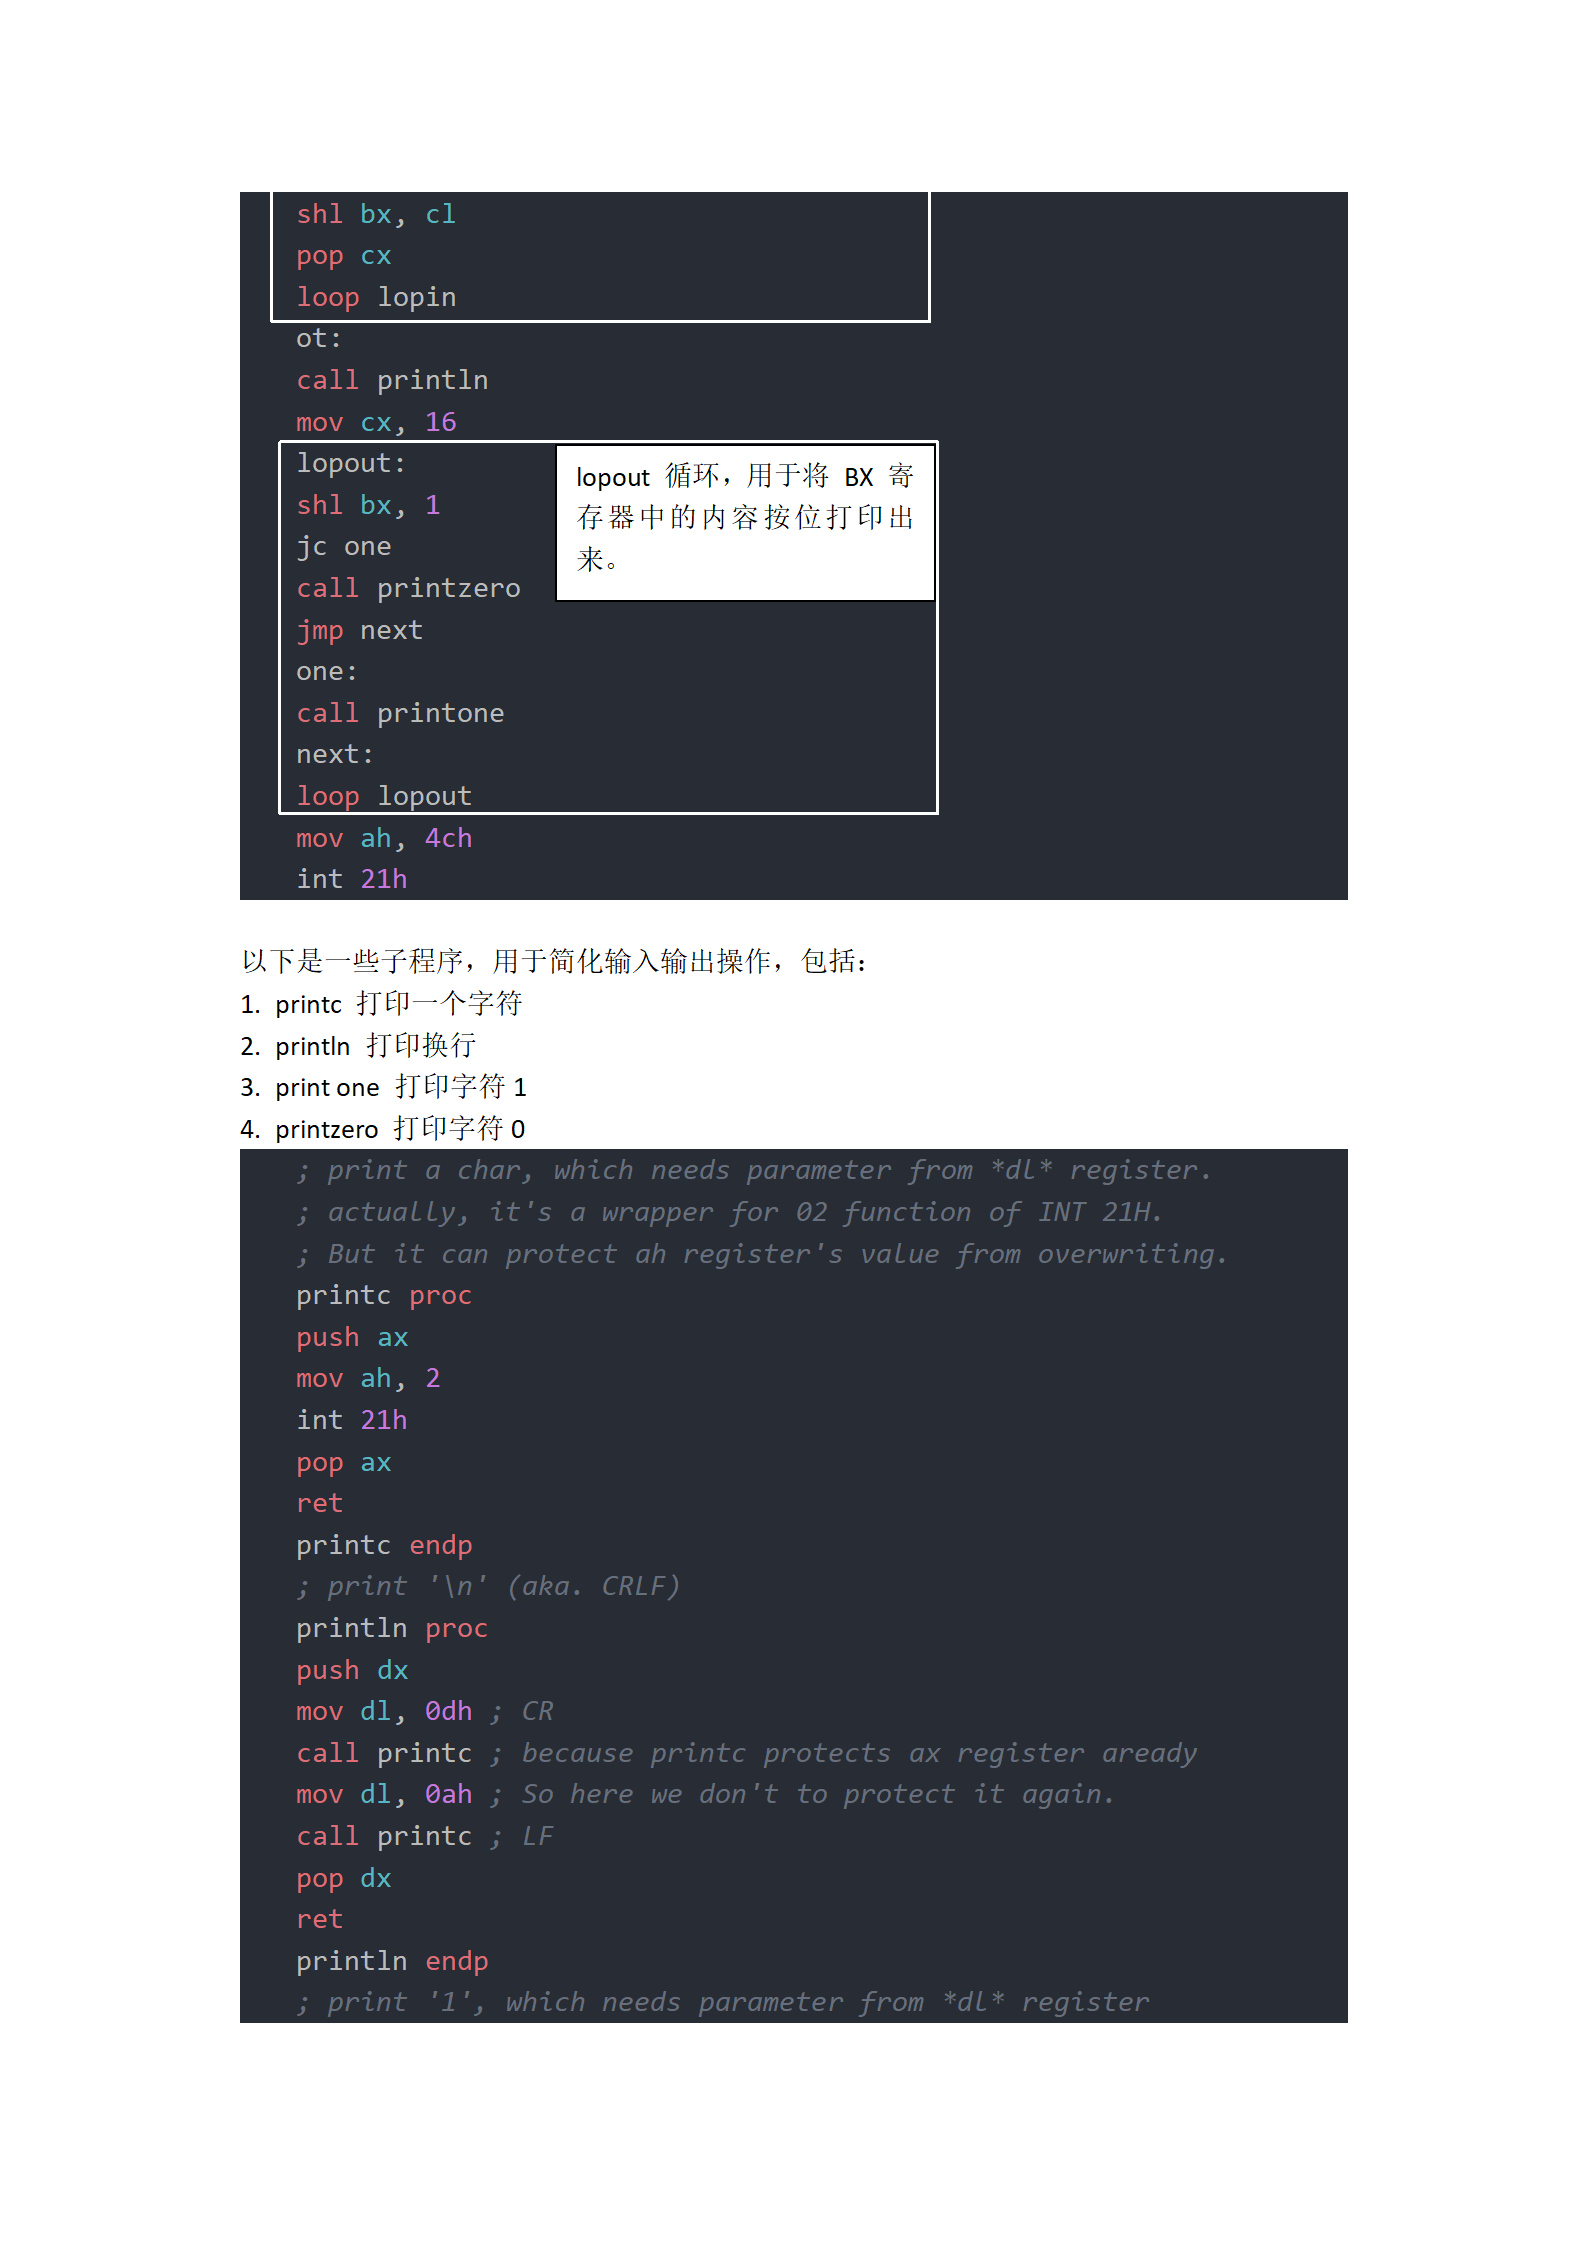 shl bx, cl
pop cx
loop lopin
ot:
call println
mov cx, 16
lopout:
shl bx, 1
jc one
call printzero
jmp next
one:
call printone
next:
loop lopout
mov ah, 4ch
int 21h
lopout 循环，用于将 BX 寄
存器中的内容按位打印出
来。
以下是一些子程序，用于简化输入输出操作，包括：
1. printc 打印一个字符
2. println 打印换行
3. print one 打印字符 1
4. printzero 打印字符 0
; print a char, which needs parameter from *dl* register.
; actually, it's a wrapper for 02 function of INT 21H.
; But it can protect ah register's value from overwriting.
printc proc
push ax
mov ah, 2
int 21h
pop ax
ret
printc endp
; print '\n' (aka. CRLF)
println proc
push dx
mov dl, 0dh ; CR
call printc ; because printc protects ax register aready
mov dl, 0ah ; So here we don't to protect it again.
call printc ; LF
pop dx
ret
println endp
; print '1', which needs parameter from *dl* register